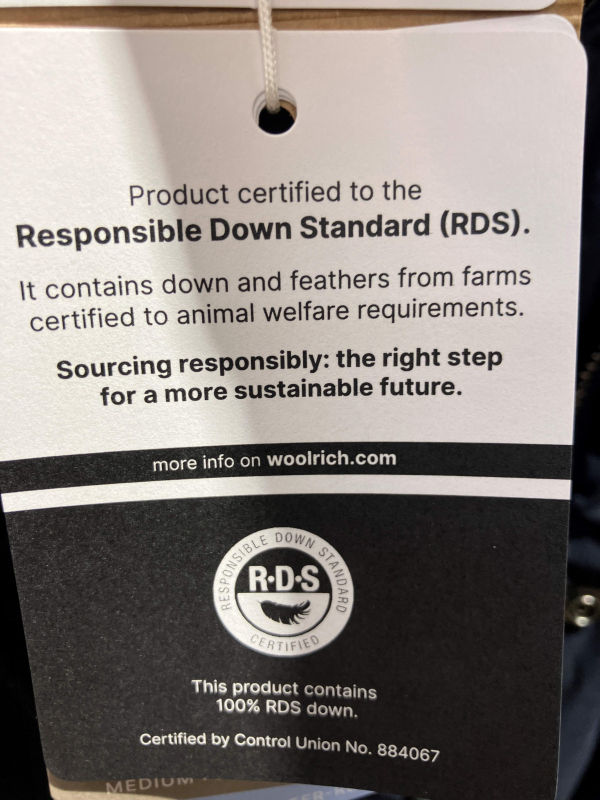 Product certified to the
Responsible Down Standard (RDS).
It contains down and feathers from farms
certified to animal welfare requirements.
Sourcing responsibly: the right step
for a more sustainable future.
more info on woolrich.com
RESPONSIBLE DOWN STANDARD
R·D·S
CERTIFIED
This product contains
100% RDS down.
Certified by Control Union No. 884067
MEDIUM